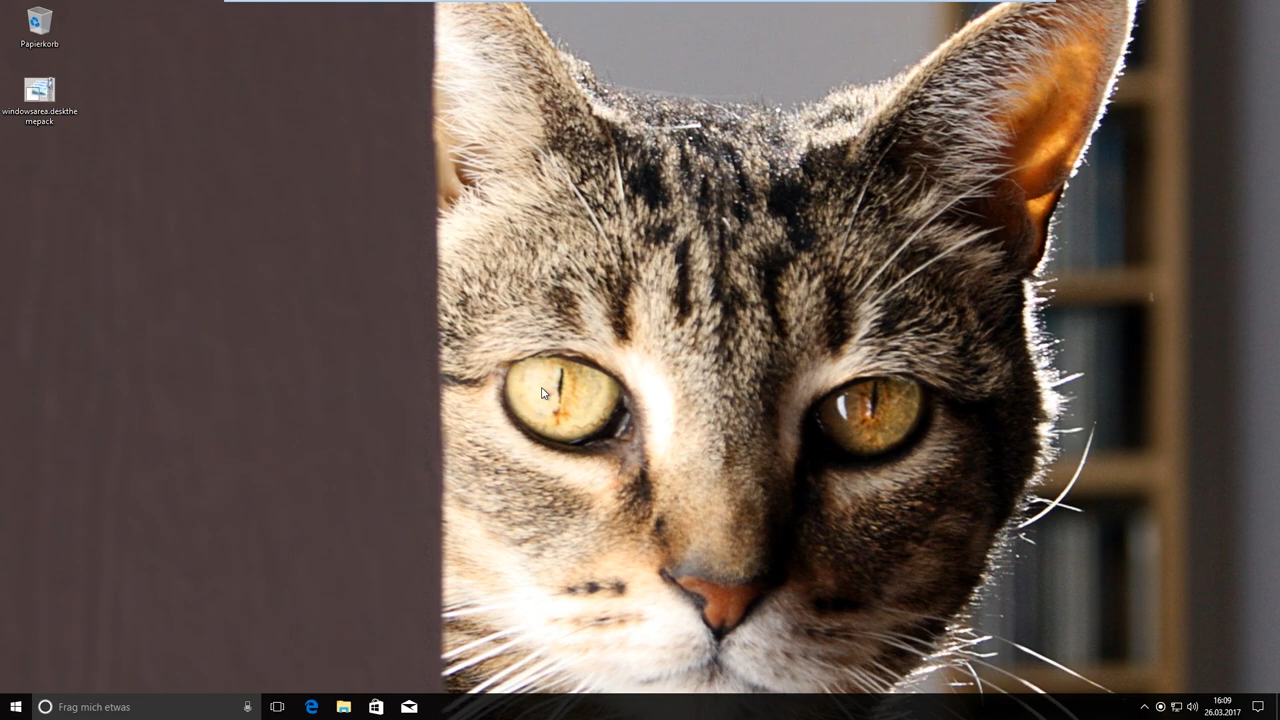 Papierkorb
windowsarea.deskthe
mepack
Frag mich etwas
16:09
26.03.2017